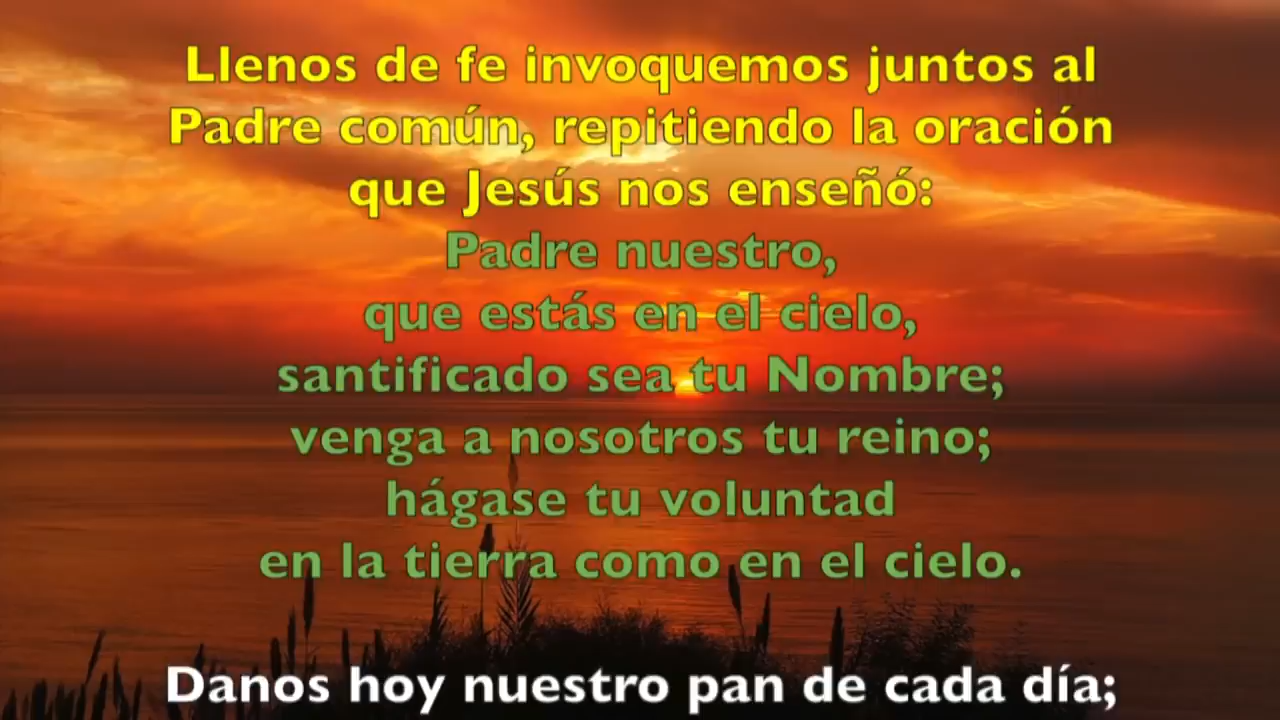 Llenos de fe invoquemos juntos al
Padre común, repitiendo la oración
que Jesús nos enseñó:
Padre nuestro,
que estás en el cielo,
santificado sea tu Nombre;
venga a nosotros tu reino;
hágase tu voluntad
en la tierra como en el cielo.
Danos hoy nuestro pan de cada día;